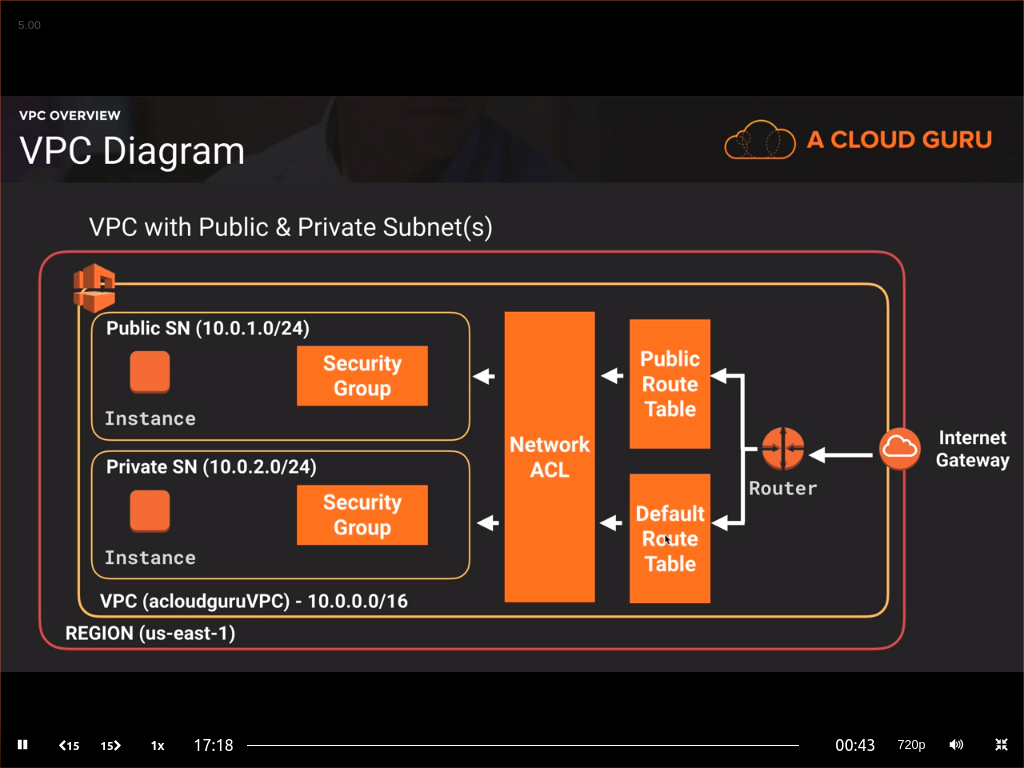 5.00
VPC OVERVIEW
VPC Diagram
A CLOUD GURU
VPC with Public & Private Subnet(s)
Public SN (10.0.1.0/24)
Instance
Security
Group
Private SN (10.0.2.0/24)
Instance
Security
Group
Network
ACL
Public
Route
Table
Default
Route
Table
Router
Internet
Gateway
VPC (acloudguruVPC) - 10.0.0.0/16
REGION (us-east-1)
15 15 1x 17:18 00:43 720p